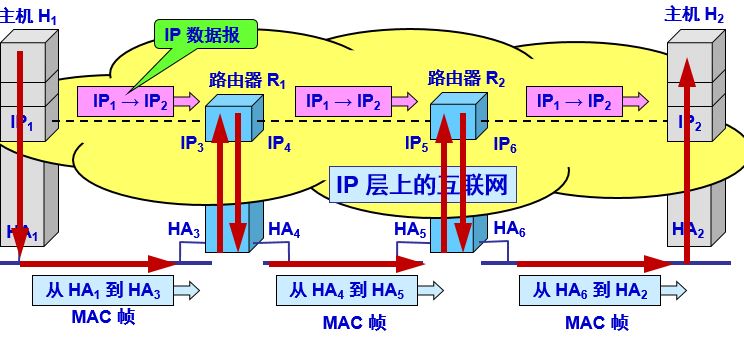 主机 H₁
主机 H₂
IP 数据报
路由器 R₁
路由器 R₂
IP₁ → IP₂
IP₁ → IP₂
IP₁ → IP₂
IP₁
IP₃
IP₄
IP₅
IP₆
IP₂
IP 层上的互联网
HA₁
HA₃
HA₄
HA₅
HA₆
HA₂
从 HA₁ 到 HA₃
从 HA₄ 到 HA₅
从 HA₆ 到 HA₂
MAC 帧
MAC 帧
MAC 帧